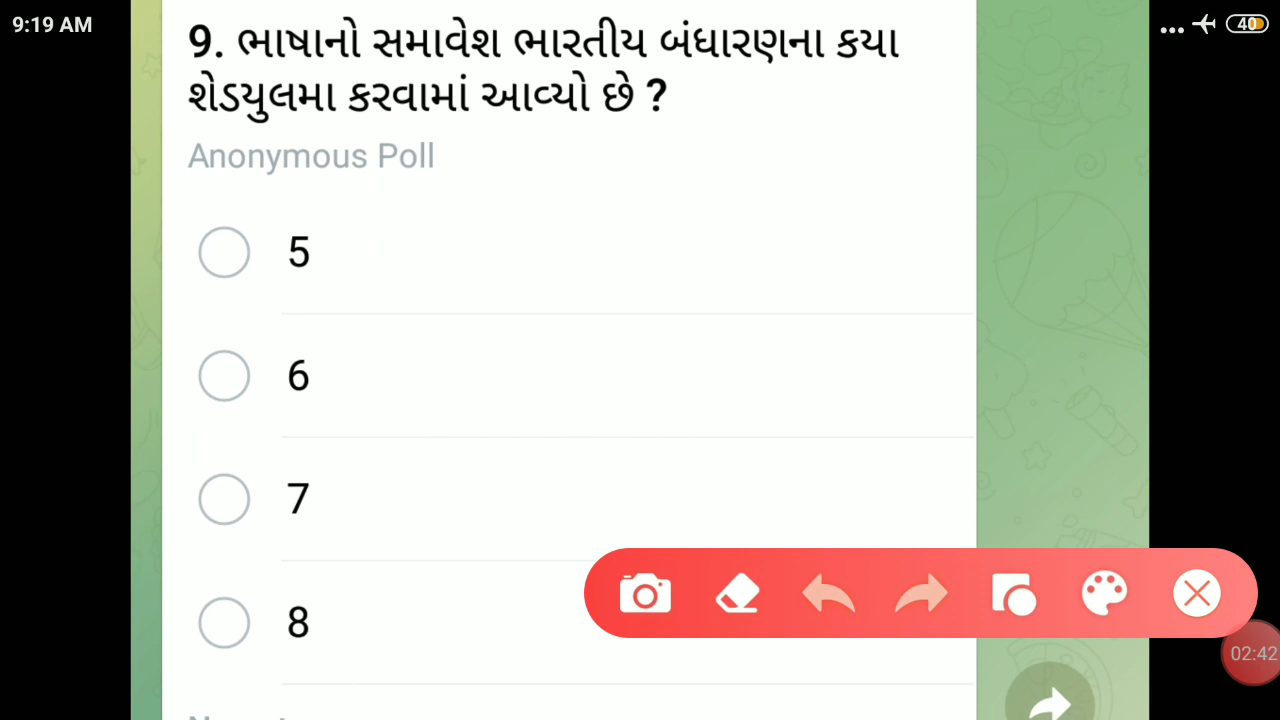 9:19 AM
40
9. ભાષાનો સમાવેશ ભારતીય બંધારણના કયા
શેડયુલમા કરવામાં આવ્યો છે ?
Anonymous Poll
5
6
7
8
02:42